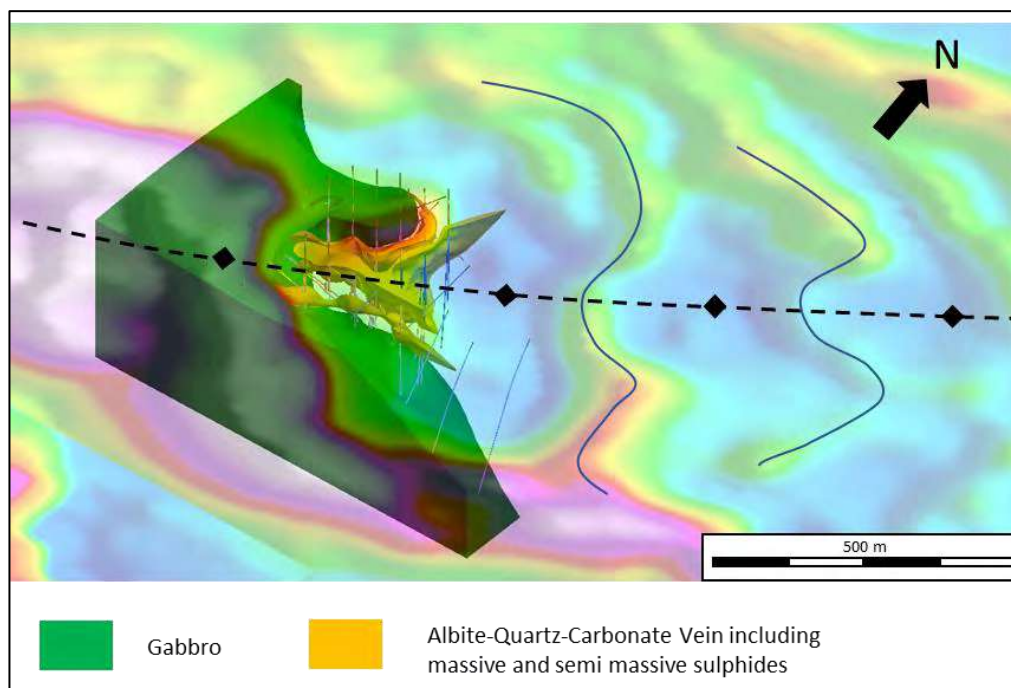 N
500 m
Gabbro
Albite-Quartz-Carbonate Vein including
massive and semi massive sulphides